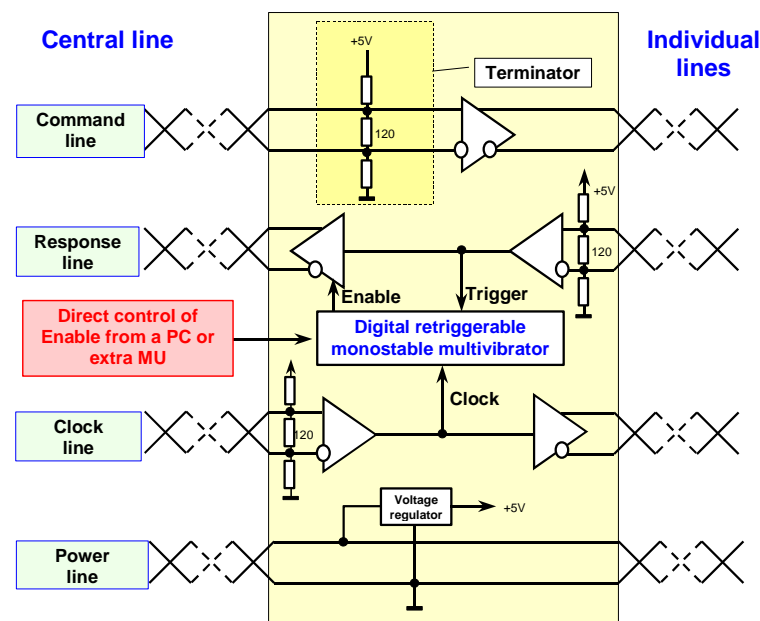 Central line
Individual
lines
+5V
Terminator
Command
line
120
+5V
Response
line
120
Enable
Trigger
Direct control of
Enable from a PC or
extra MU
Digital retriggerable
monostable multivibrator
Clock
Clock
line
120
Voltage
regulator
+5V
Power
line